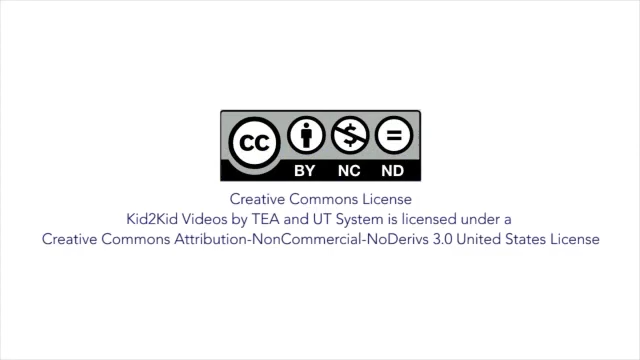 CC
BY NC ND
Creative Commons License
Kid2Kid Videos by TEA and UT System is licensed under a
Creative Commons Attribution-NonCommercial-NoDerivs 3.0 United States License